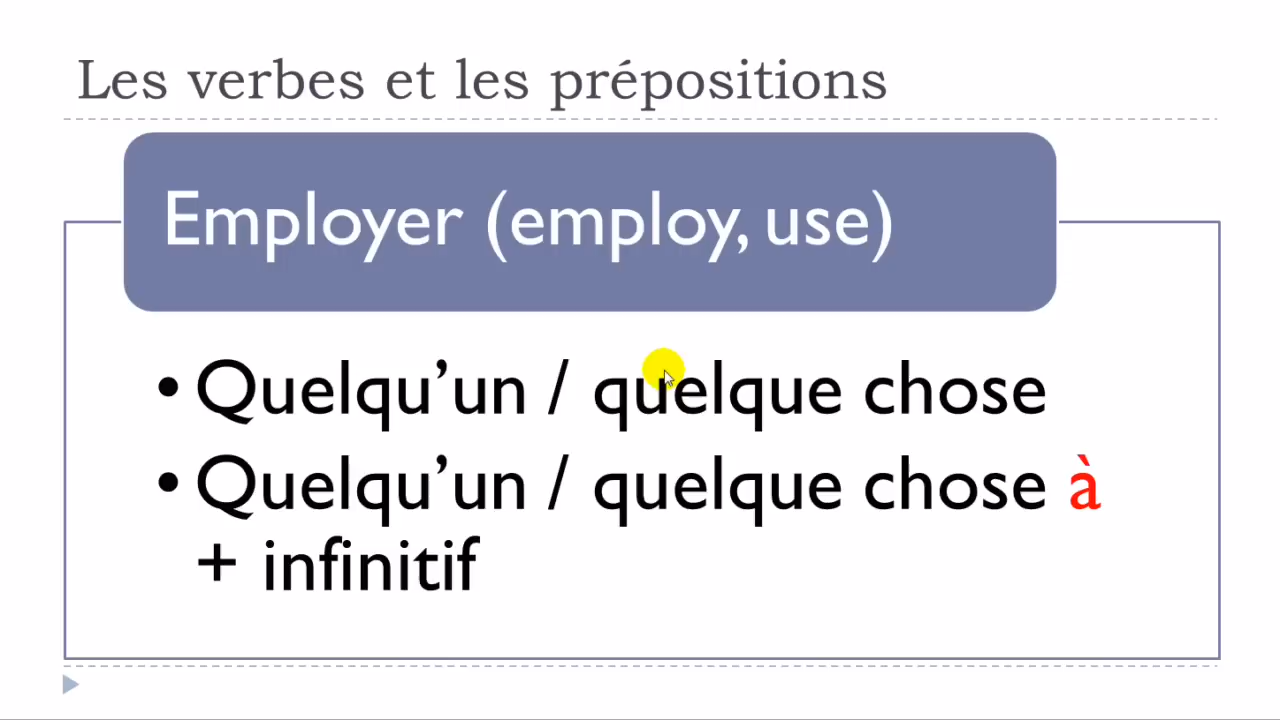 Les verbes et les prépositions
Employer (employ, use)
• Quelqu’un / quelque chose
• Quelqu’un / quelque chose à
+ infinitif